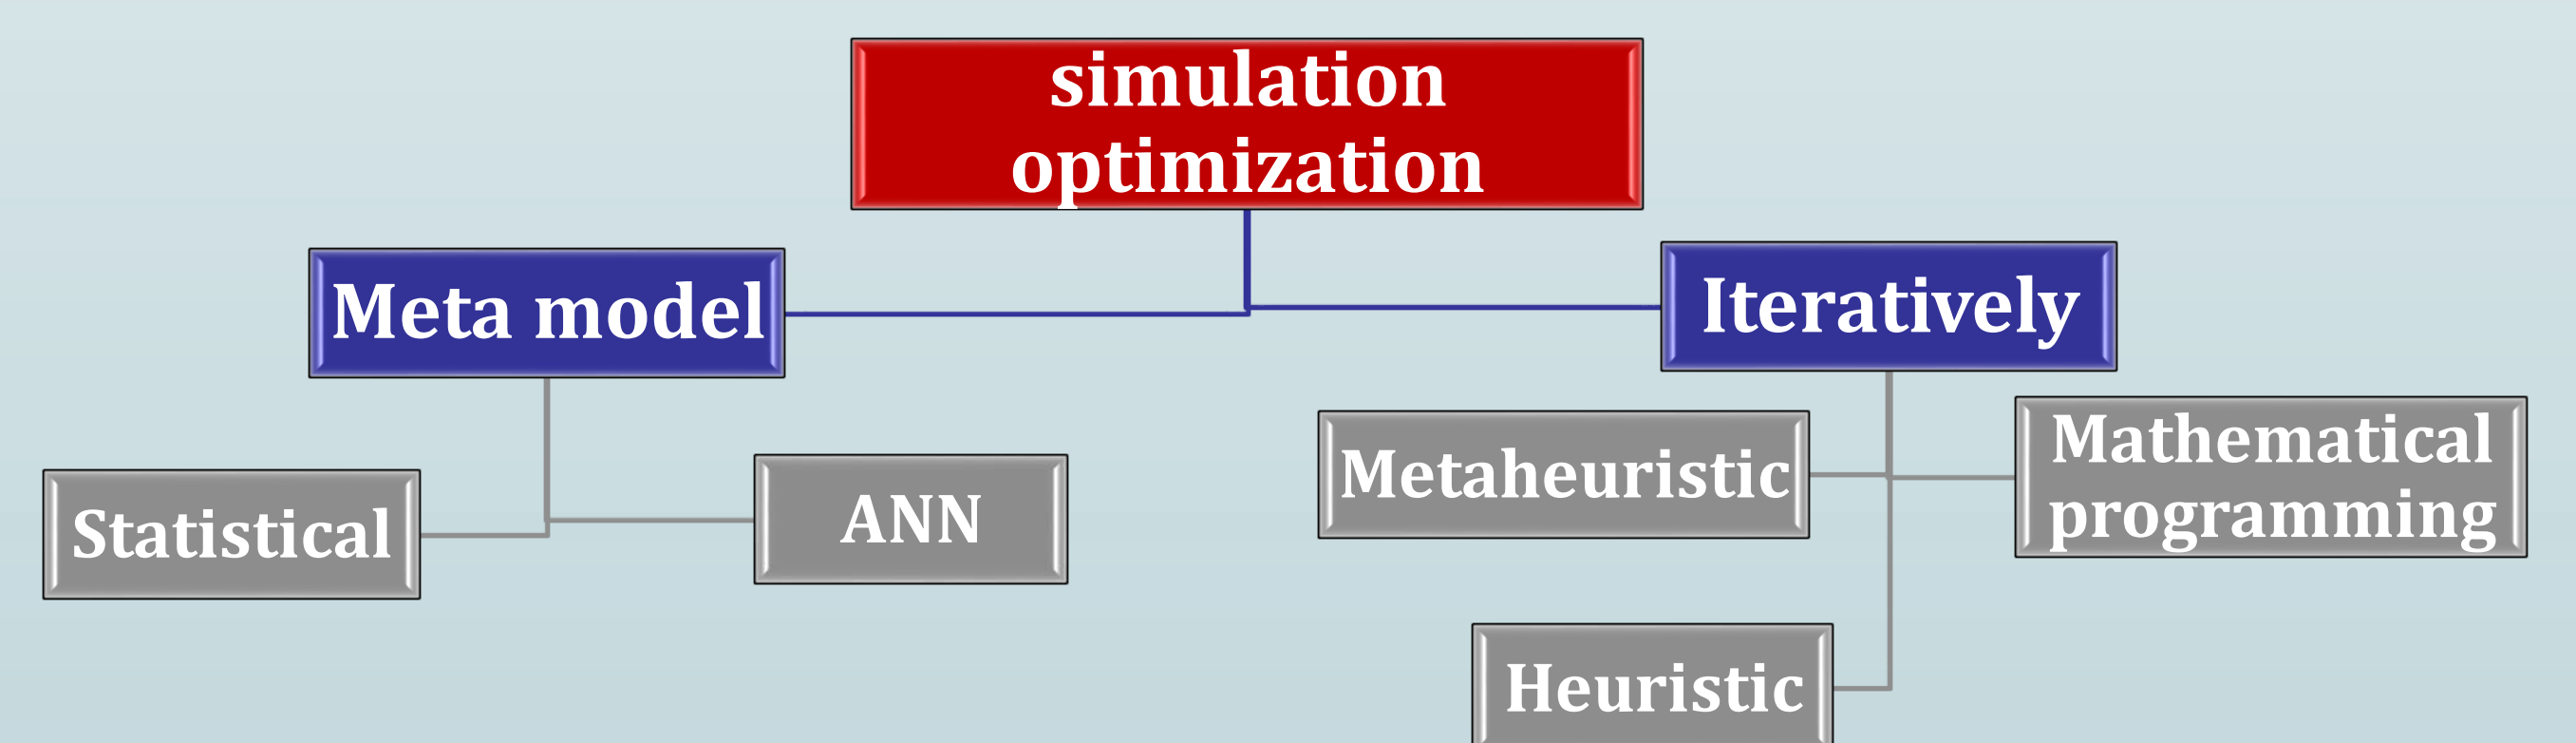 simulation
optimization
Meta model
Iteratively
Statistical
ANN
Metaheuristic
Mathematical
programming
Heuristic